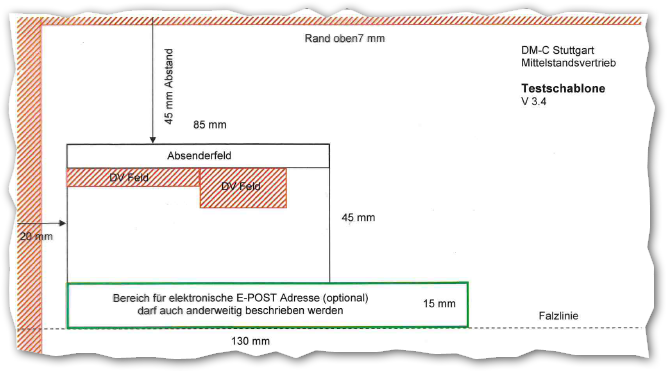 Rand oben7 mm
DM-C Stuttgart
Mittelstandsvertrieb
Testschablone
V 3.4
45 mm Abstand
85 mm
Absenderfeld
DV Feld
DV Feld
20 mm
45 mm
Bereich für elektronische E-POST Adresse (optional)
darf auch anderweitig beschrieben werden
15 mm
Falzlinie
130 mm